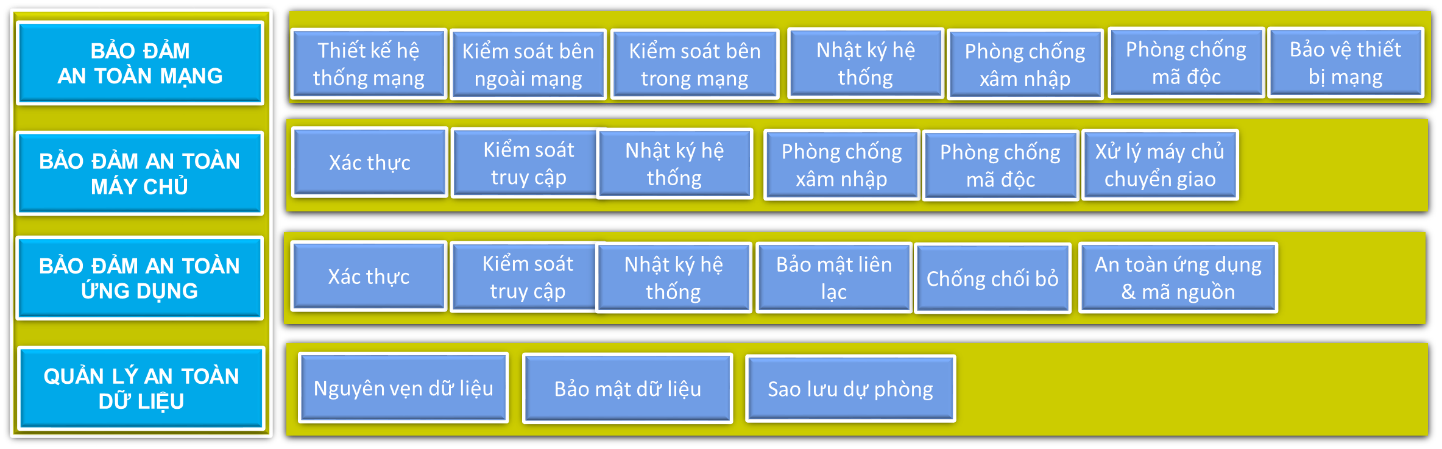 BẢO ĐẢM
AN TOÀN MẠNG
Thiết kế hệ
thống mạng
Kiểm soát bên
ngoài mạng
Kiểm soát bên
trong mạng
Nhật ký hệ
thống
Phòng chống
xâm nhập
Phòng chống
mã độc
Bảo vệ thiết
bị mạng
BẢO ĐẢM AN TOÀN
MÁY CHỦ
Xác thực
Kiểm soát
truy cập
Nhật ký hệ
thống
Phòng chống
xâm nhập
Phòng chống
mã độc
Xử lý máy chủ
chuyển giao
BẢO ĐẢM AN TOÀN
ỨNG DỤNG
Xác thực
Kiểm soát
truy cập
Nhật ký hệ
thống
Bảo mật liên
lạc
Chống chối bỏ
An toàn ứng dụng
& mã nguồn
QUẢN LÝ AN TOÀN
DỮ LIỆU
Nguyên vẹn dữ liệu
Bảo mật dữ liệu
Sao lưu dự phòng